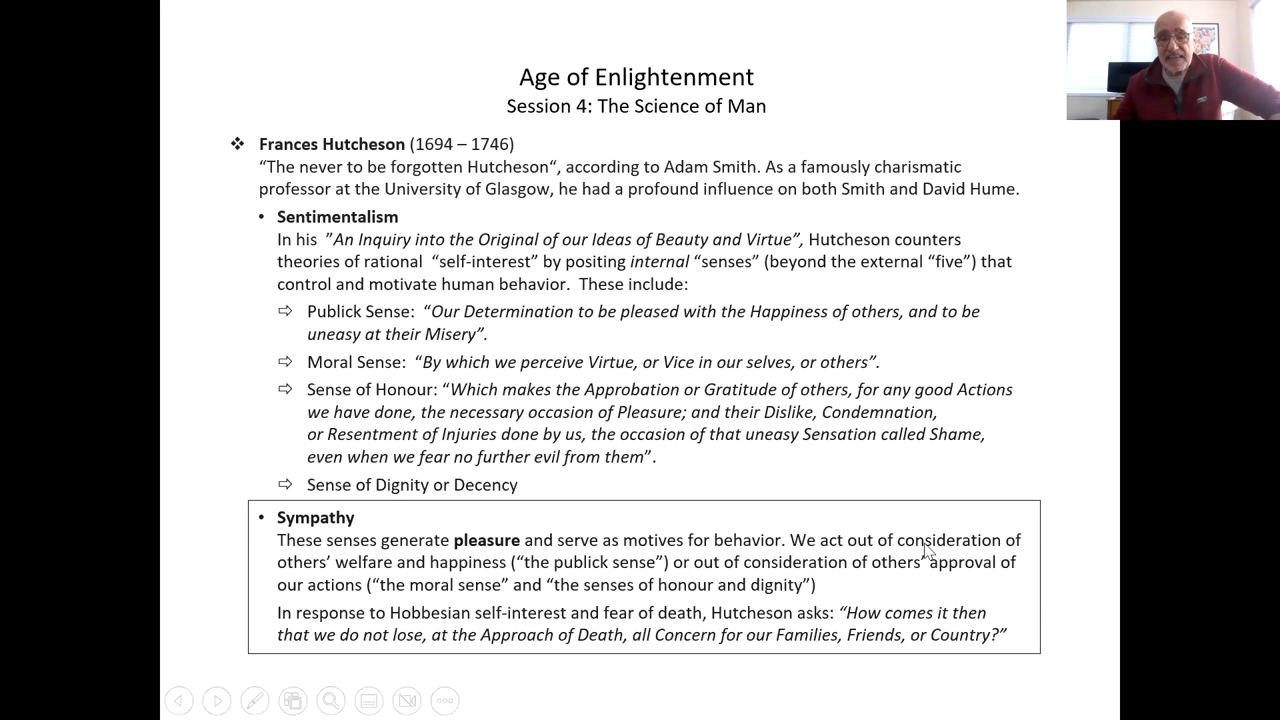 Age of Enlightenment
Session 4: The Science of Man
❖ Frances Hutcheson (1694 – 1746)
“The never to be forgotten Hutcheson“, according to Adam Smith. As a famously charismatic
professor at the University of Glasgow, he had a profound influence on both Smith and David Hume.
• Sentimentalism
In his ”An Inquiry into the Original of our Ideas of Beauty and Virtue”, Hutcheson counters
theories of rational “self-interest” by positing internal “senses” (beyond the external “five”) that
control and motivate human behavior. These include:
⇨ Publick Sense: “Our Determination to be pleased with the Happiness of others, and to be
uneasy at their Misery”.
⇨ Moral Sense: “By which we perceive Virtue, or Vice in our selves, or others”.
⇨ Sense of Honour: “Which makes the Approbation or Gratitude of others, for any good Actions
we have done, the necessary occasion of Pleasure; and their Dislike, Condemnation,
or Resentment of Injuries done by us, the occasion of that uneasy Sensation called Shame,
even when we fear no further evil from them”.
⇨ Sense of Dignity or Decency
• Sympathy
These senses generate pleasure and serve as motives for behavior. We act out of consideration of
others’ welfare and happiness (“the publick sense”) or out of consideration of others’ approval of
our actions (“the moral sense” and “the senses of honour and dignity”)
In response to Hobbesian self-interest and fear of death, Hutcheson asks: “How comes it then
that we do not lose, at the Approach of Death, all Concern for our Families, Friends, or Country?”